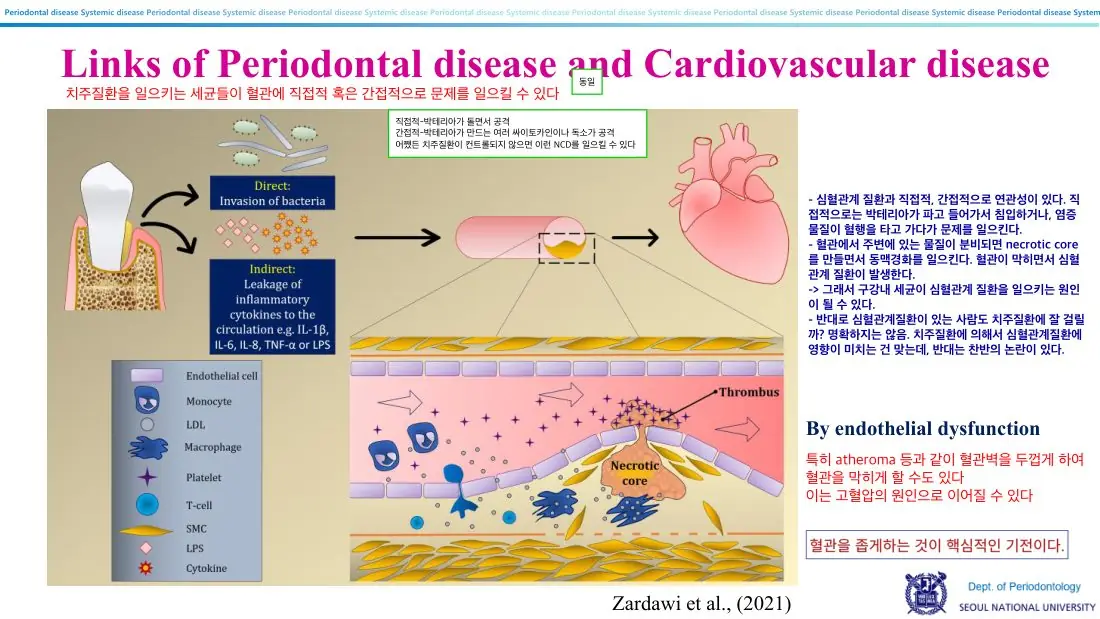 Periodontal disease Systemic disease Periodontal disease Systemic disease Periodontal disease Systemic disease Periodontal disease Systemic disease Periodontal disease Systemic disease Periodontal disease Systemic disease Periodontal disease Systemic disease Periodontal disease System
Links of Periodontal disease and Cardiovascular disease
동일
치주질환을 일으키는 세균들이 혈관에 직접적 혹은 간접적으로 문제를 일으킬 수 있다
직접적-박테리아가 돌면서 공격
간접적-박테리아가 만드는 여러 싸이토카인이나 독소가 공격
어쨌든 치주질환이 컨트롤되지 않으면 이런 NCD를 일으킬 수 있다
Direct:
Invasion of bacteria
Indirect:
Leakage of
inflammatory
cytokines to the
circulation e.g. IL-1β,
IL-6, IL-8, TNF-α or LPS
Endothelial cell
Monocyte
LDL
Macrophage
Platelet
T-cell
SMC
LPS
Cytokine
Thrombus
Necrotic
core
- 심혈관계 질환과 직접적, 간접적으로 연관성이 있다. 직
접적으로는 박테리아가 파고 들어가서 침입하거나, 염증
물질이 혈행을 타고 가다가 문제를 일으킨다.
- 혈관에서 주변에 있는 물질이 분비되면 necrotic core
를 만들면서 동맥경화를 일으킨다. 혈관이 막히면서 심혈
관계 질환이 발생한다.
-> 그래서 구강내 세균이 심혈관계 질환을 일으키는 원인
이 될 수 있다.
- 반대로 심혈관계질환이 있는 사람도 치주질환에 잘 걸릴
까? 명확하지는 않음. 치주질환에 의해서 심혈관계질환에
영향이 미치는 건 맞는데, 반대는 찬반의 논란이 있다.
By endothelial dysfunction
특히 atheroma 등과 같이 혈관벽을 두껍게 하여
혈관을 막히게 할 수도 있다
이는 고혈압의 원인으로 이어질 수 있다
혈관을 좁게하는 것이 핵심적인 기전이다.
Zardawi et al., (2021)
Dept. of Periodontology
SEOUL NATIONAL UNIVERSITY